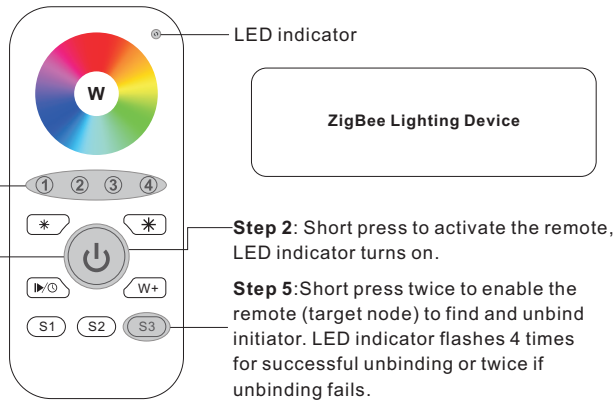 LED indicator
W
ZigBee Lighting Device
1 2 3 4
Step 2: Short press to activate the remote,
LED indicator turns on.
W+
Step 5:Short press twice to enable the
remote (target node) to find and unbind
initiator. LED indicator flashes 4 times
for successful unbinding or twice if
unbinding fails.
S1 S2 S3